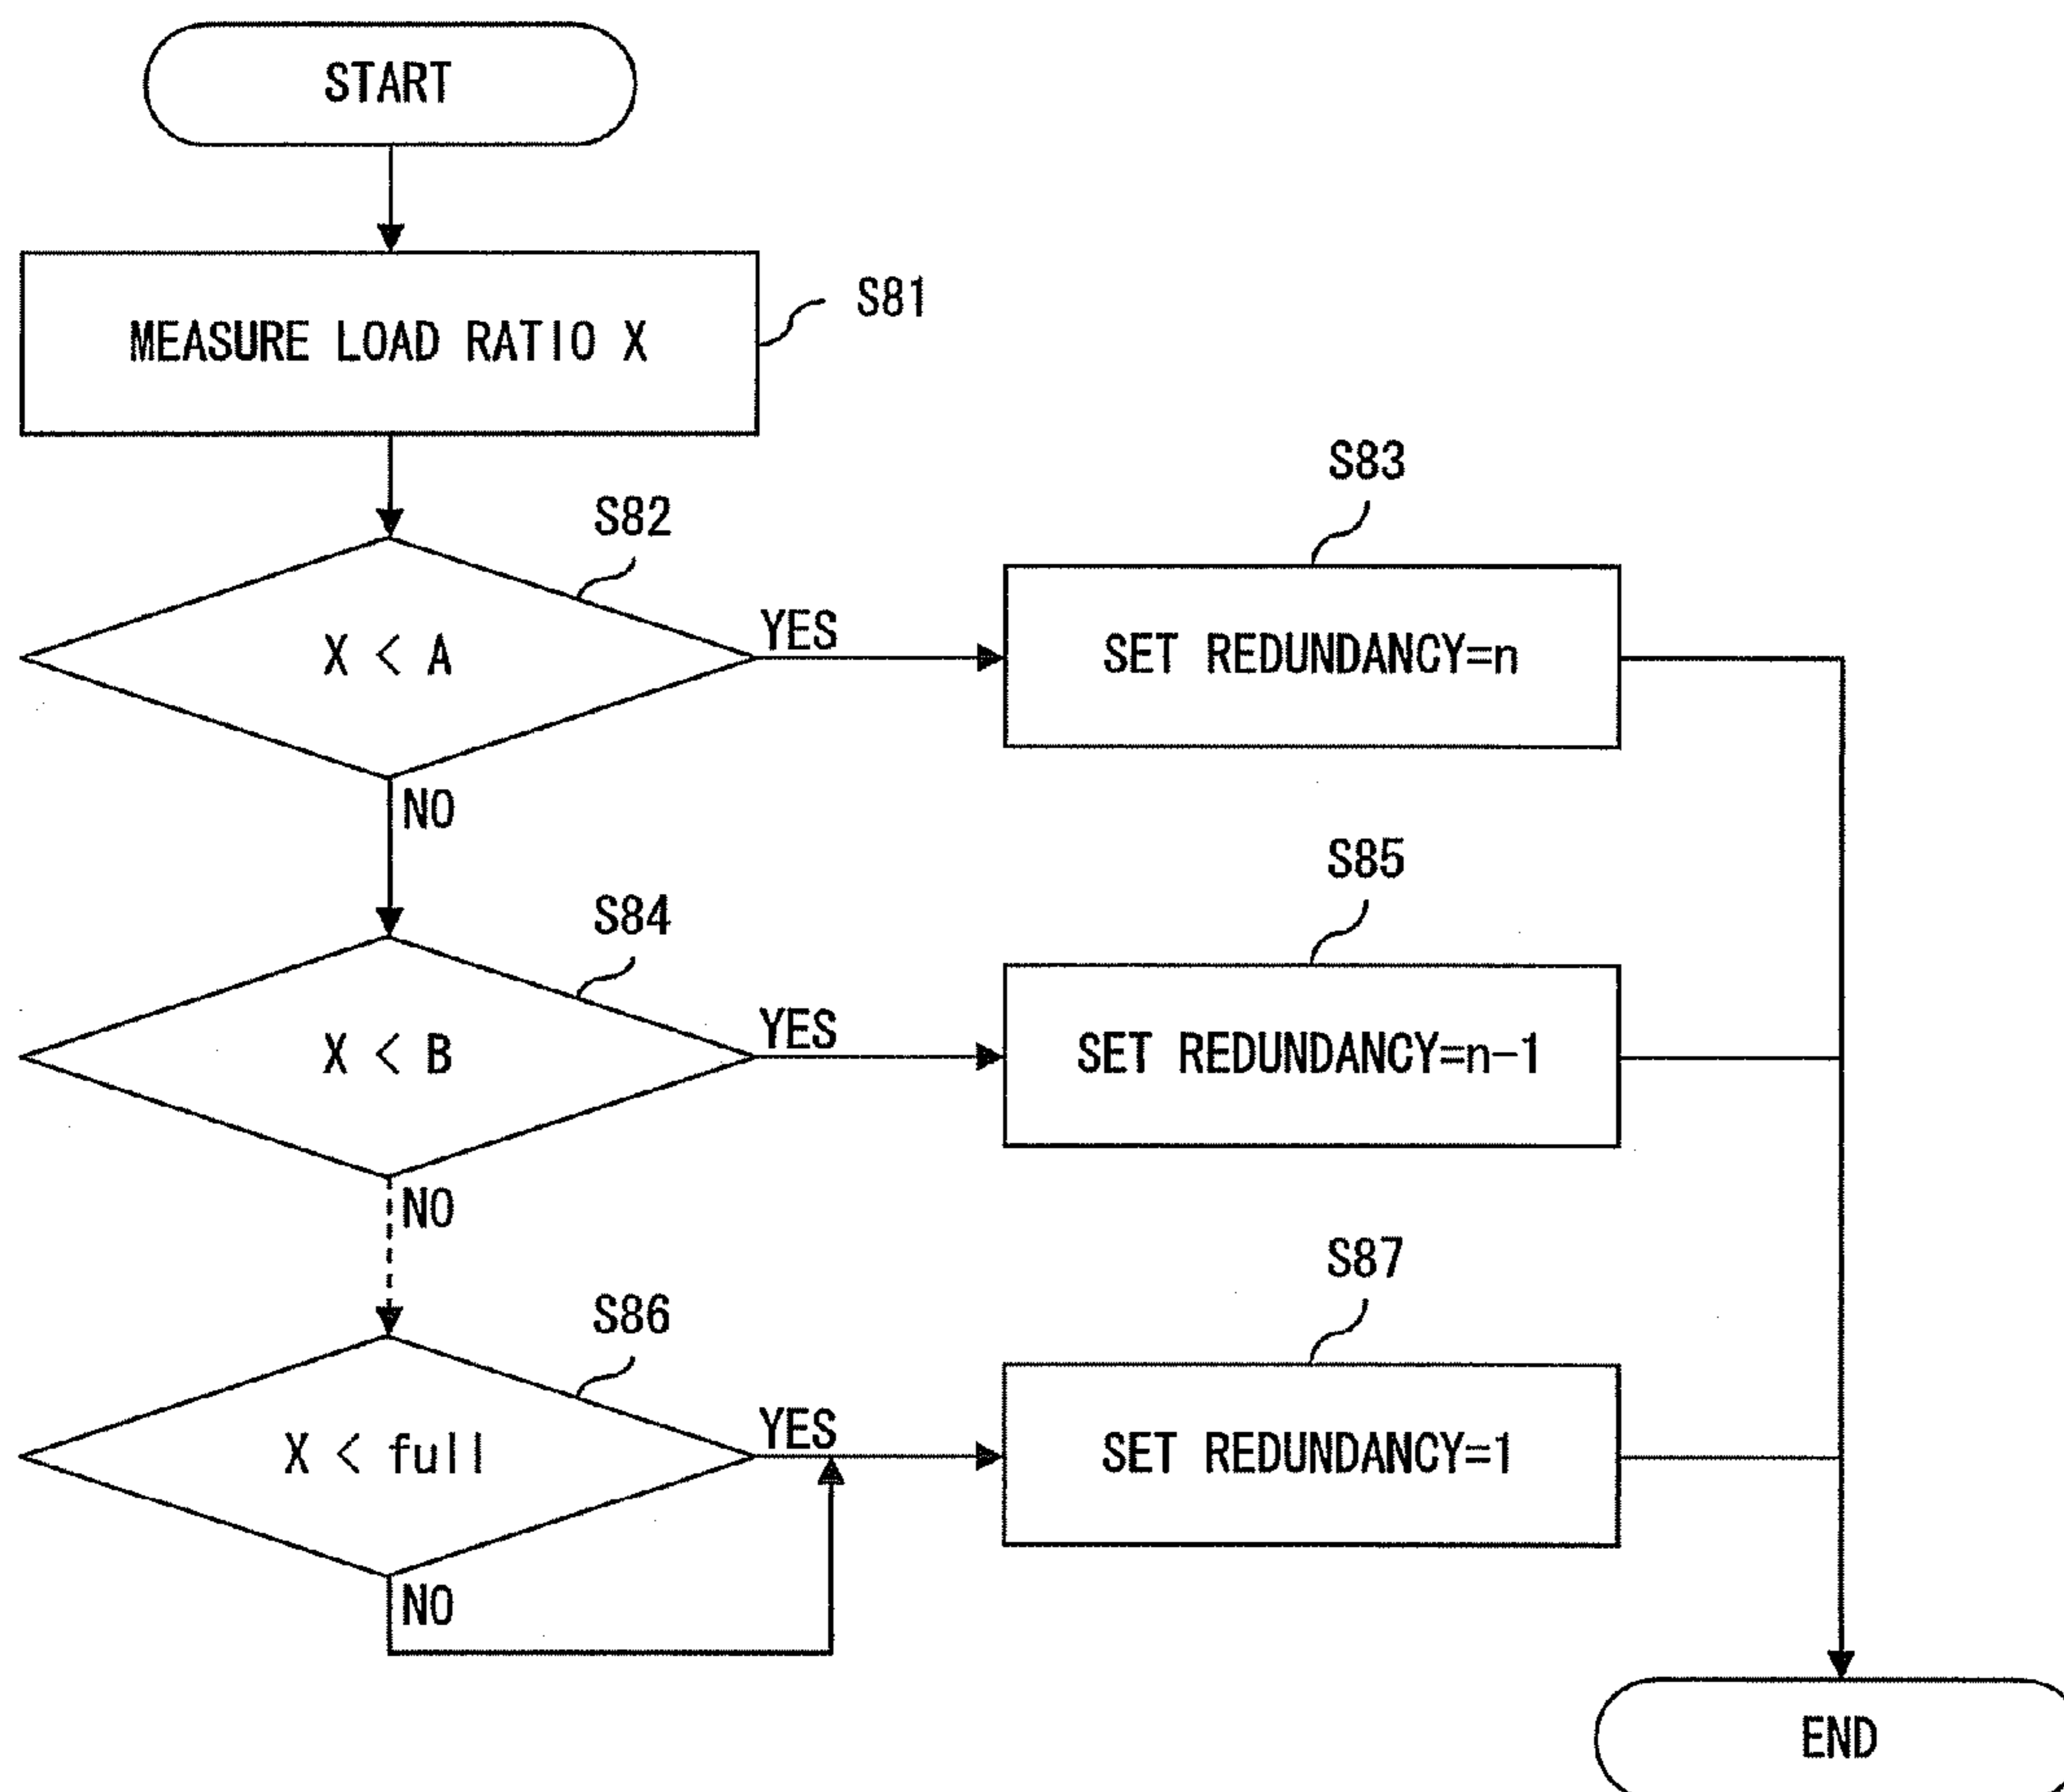 START
MEASURE LOAD RATIO X
S81
S82
X < A
YES
NO
S83
SET REDUNDANCY=n
S84
X < B
YES
NO
S85
SET REDUNDANCY=n-1
S86
X < full
YES
NO
S87
SET REDUNDANCY=1
END